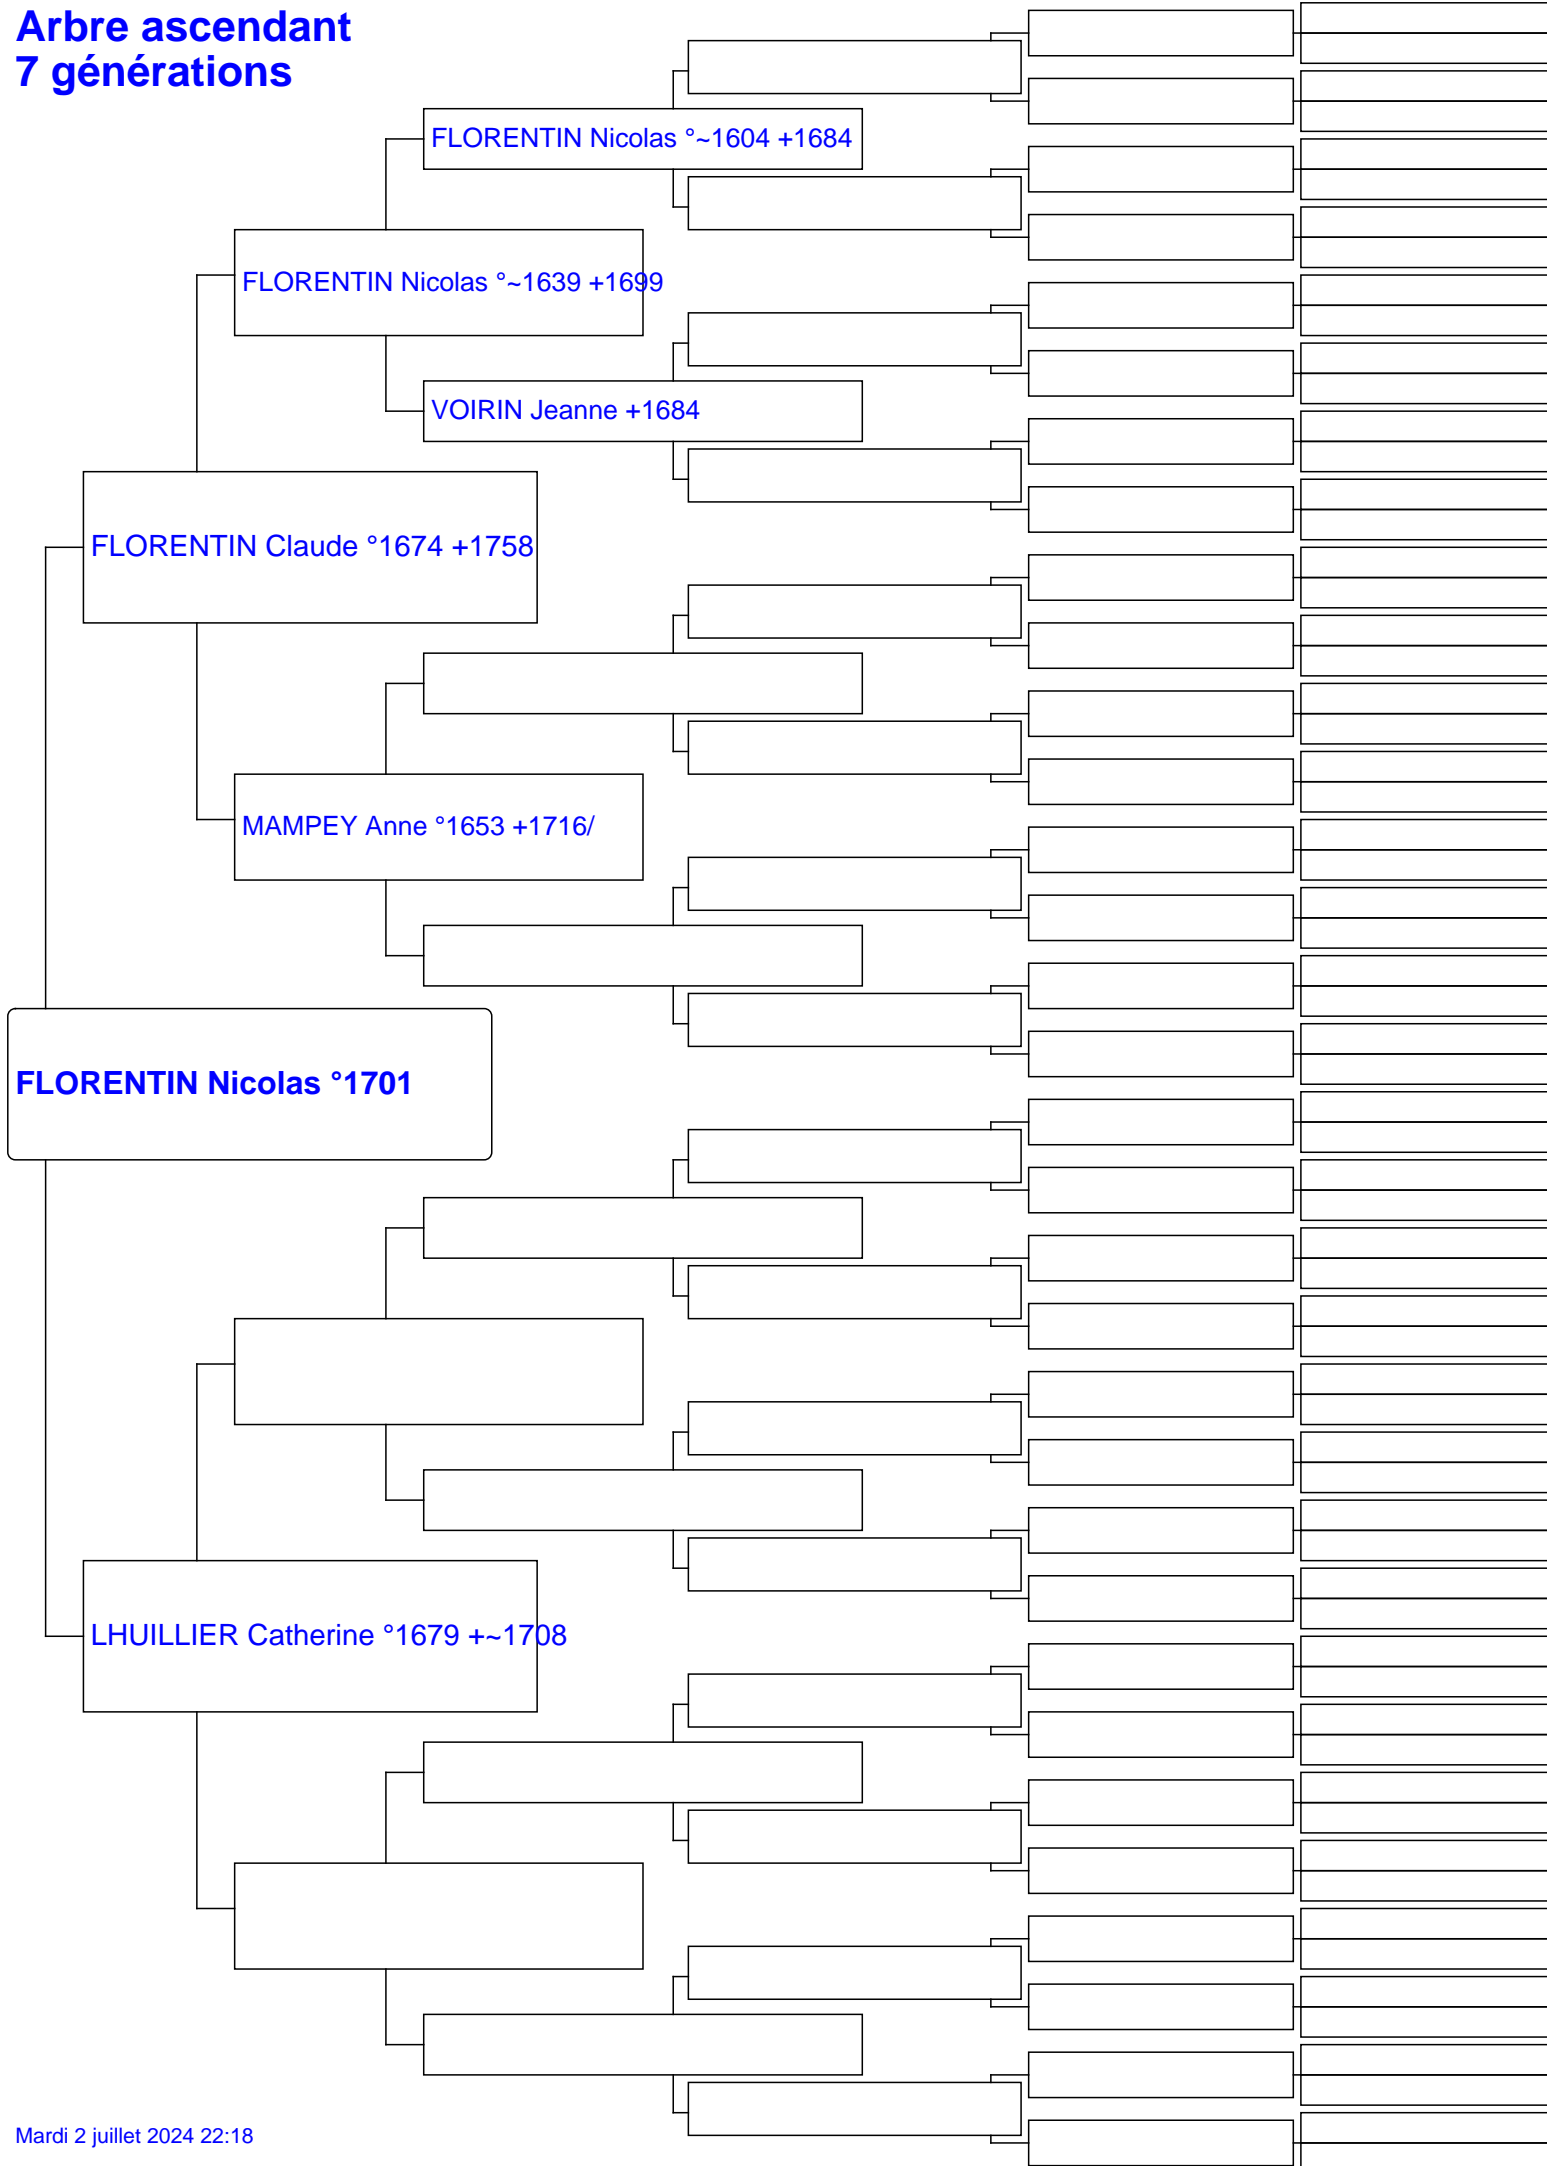 Arbre ascendant
7 générations
FLORENTIN Nicolas °~1604 +1684
FLORENTIN Nicolas °~1639 +1699
VOIRIN Jeanne +1684
FLORENTIN Claude °1674 +1758
MAMPEY Anne °1653 +1716/
FLORENTIN Nicolas °1701
LHUILLIER Catherine °1679 +~1708
Mardi 2 juillet 2024 22:18